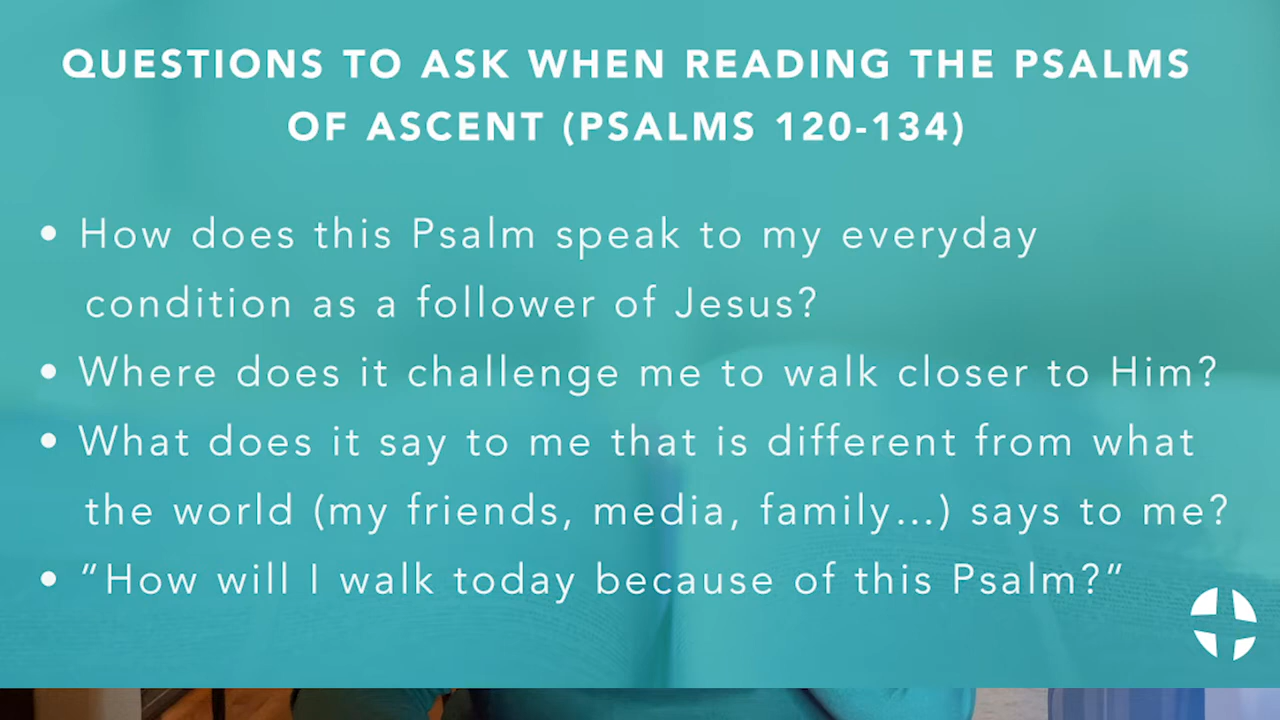 QUESTIONS TO ASK WHEN READING THE PSALMS
OF ASCENT (PSALMS 120-134)
• How does this Psalm speak to my everyday
condition as a follower of Jesus?
• Where does it challenge me to walk closer to Him?
• What does it say to me that is different from what
the world (my friends, media, family...) says to me?
• "How will I walk today because of this Psalm?"